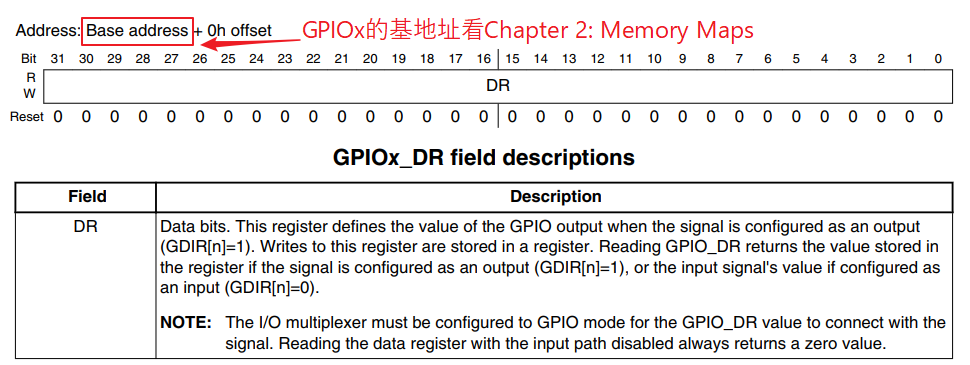 Address: Base address + 0h offset GPIOx的基地址看Chapter 2: Memory Maps
Bit 31 30 29 28 27 26 25 24 23 22 21 20 19 18 17 16 15 14 13 12 11 10 9 8 7 6 5 4 3 2 1 0
R
DR
W
Reset 0 0 0 0 0 0 0 0 0 0 0 0 0 0 0 0 0 0 0 0 0 0 0 0 0 0 0 0 0 0 0 0
GPIOx_DR field descriptions
Field Description
DR Data bits. This register defines the value of the GPIO output when the signal is configured as an output
(GDIR[n]=1). Writes to this register are stored in a register. Reading GPIO_DR returns the value stored in
the register if the signal is configured as an output (GDIR[n]=1), or the input signal's value if configured as
an input (GDIR[n]=0).
NOTE: The I/O multiplexer must be configured to GPIO mode for the GPIO_DR value to connect with the
signal. Reading the data register with the input path disabled always returns a zero value.